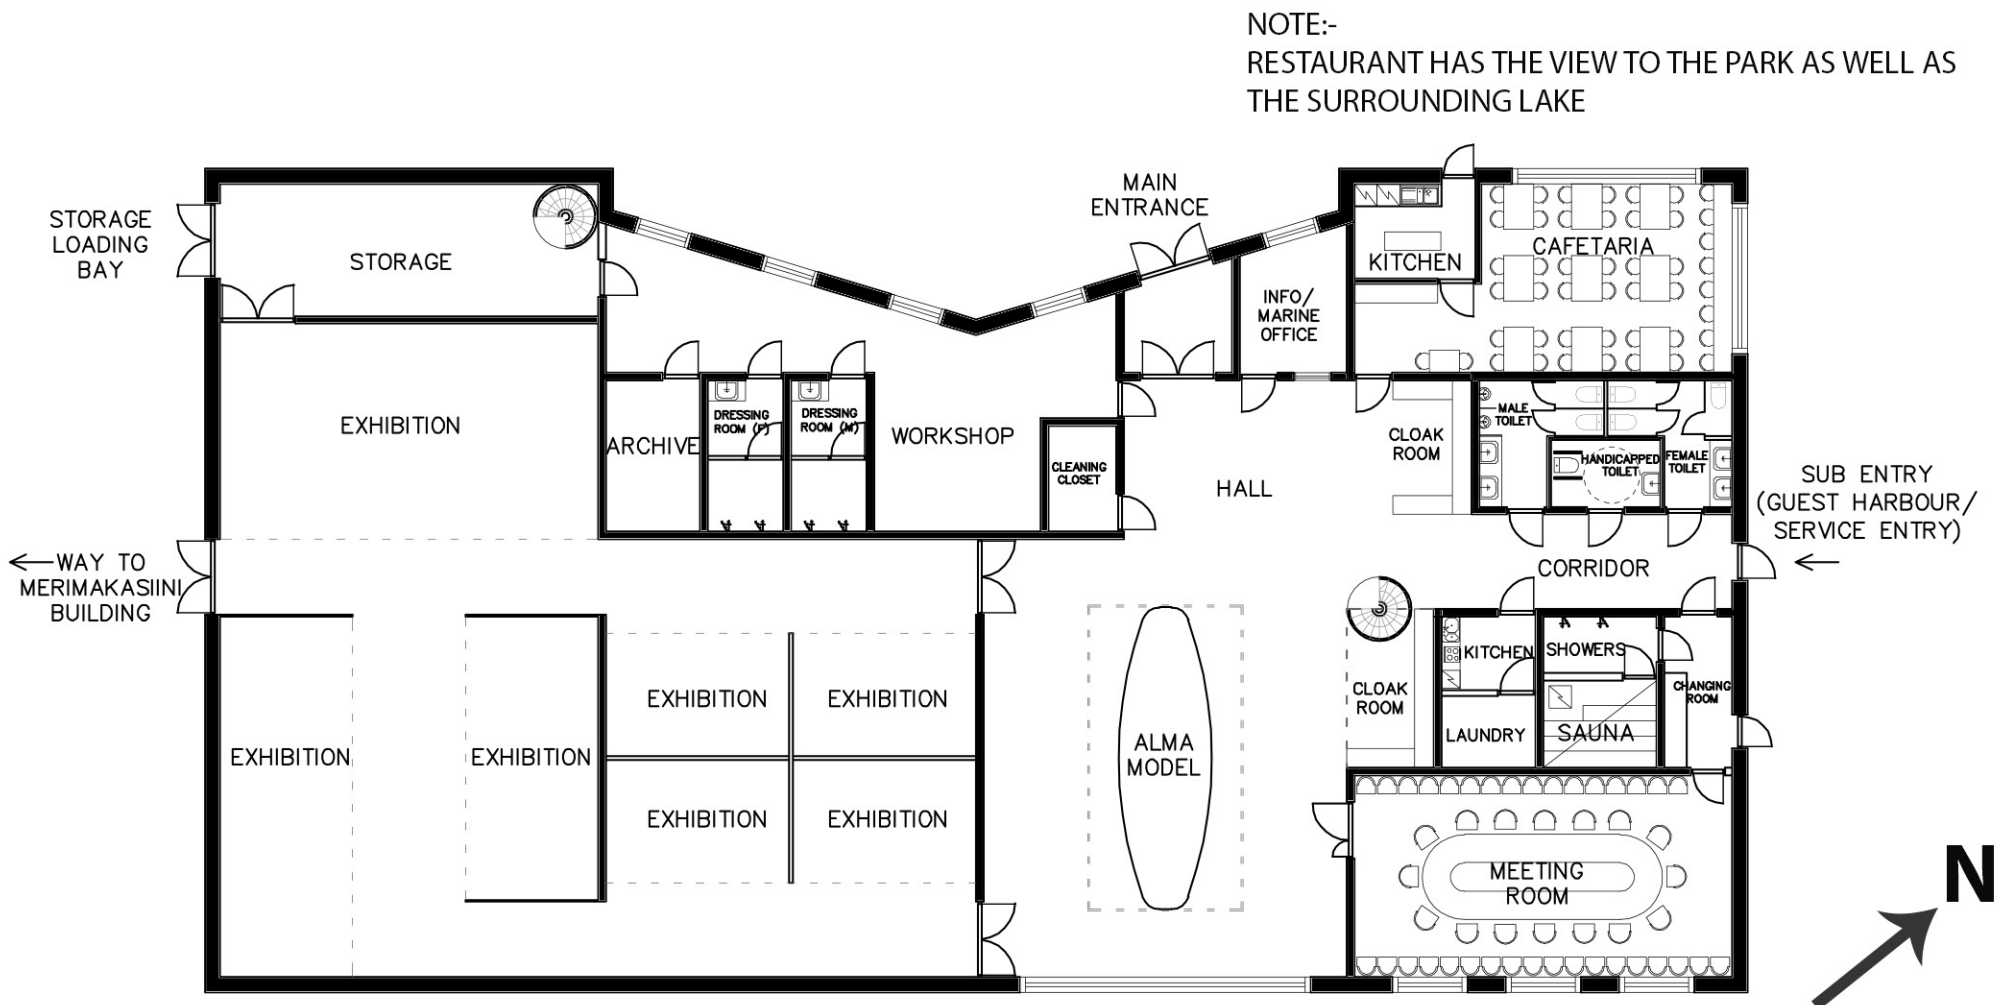 NOTE:-
RESTAURANT HAS THE VIEW TO THE PARK AS WELL AS
THE SURROUNDING LAKE
MAIN
ENTRANCE
STORAGE
LOADING
BAY
STORAGE
KITCHEN
CAFETARIA
INFO/
MARINE
OFFICE
EXHIBITION
ARCHIVE
DRESSING
ROOM (F)
DRESSING
ROOM (M)
WORKSHOP
CLEANING
CLOSET
HALL
CLOAK
ROOM
MALE
TOILET
HANDICAPPED
TOILET
FEMALE
TOILET
SUB ENTRY
(GUEST HARBOUR/
SERVICE ENTRY)
WAY TO
MERIMAKASIINI
BUILDING
CORRIDOR
KITCHEN
SHOWERS
CHANGING
ROOM
CLOAK
ROOM
LAUNDRY
SAUNA
EXHIBITION
EXHIBITION
EXHIBITION
EXHIBITION
EXHIBITION
EXHIBITION
ALMA
MODEL
MEETING
ROOM
N